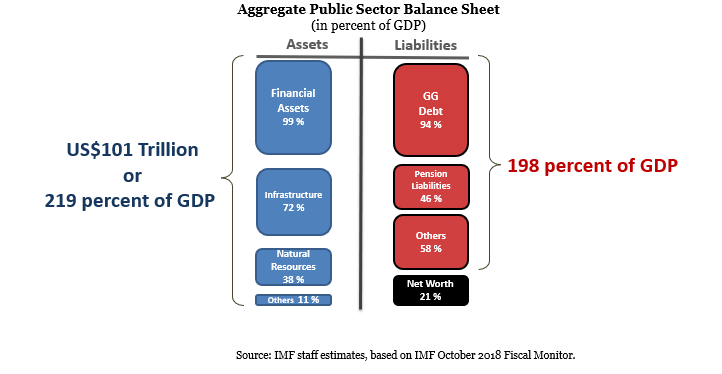 Aggregate Public Sector Balance Sheet
(in percent of GDP)
Assets
Liabilities
Financial
Assets
99 %
Infrastructure
72 %
Natural
Resources
38 %
Others 11 %
US$101 Trillion
or
219 percent of GDP
GG
Debt
94 %
Pension
Liabilities
46 %
Others
58 %
Net Worth
21 %
198 percent of GDP
Source: IMF staff estimates, based on IMF October 2018 Fiscal Monitor.